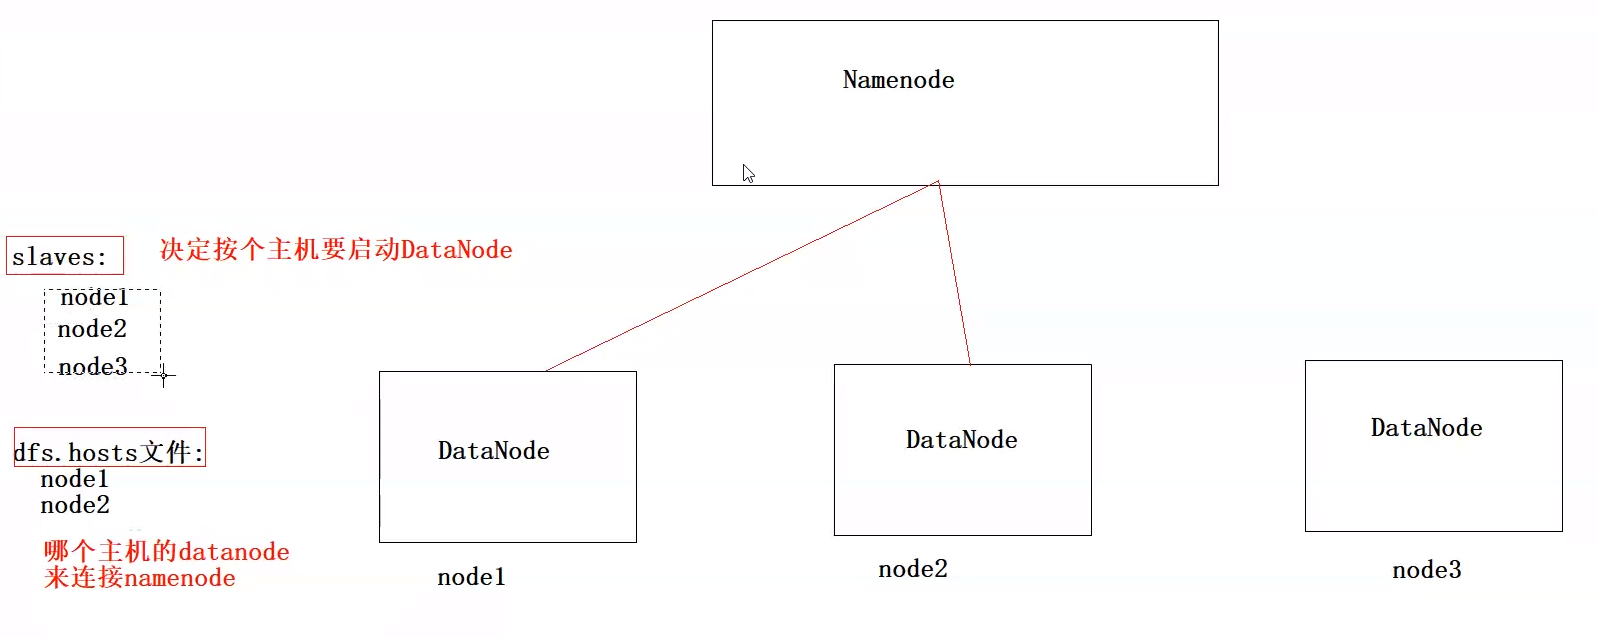 Namenode
slaves:
决定按个主机要启动DataNode
node1
node2
node3
dfs.hosts文件:
node1
node2
哪个主机的datanode
来连接namenode
DataNode
node1
DataNode
node2
DataNode
node3